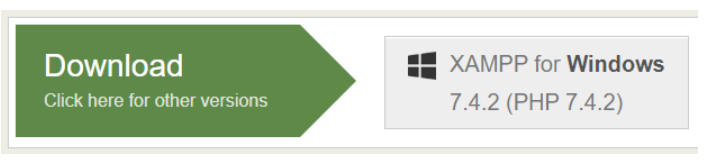 Download
Click here for other versions
XAMPP for Windows
7.4.2 (PHP 7.4.2)